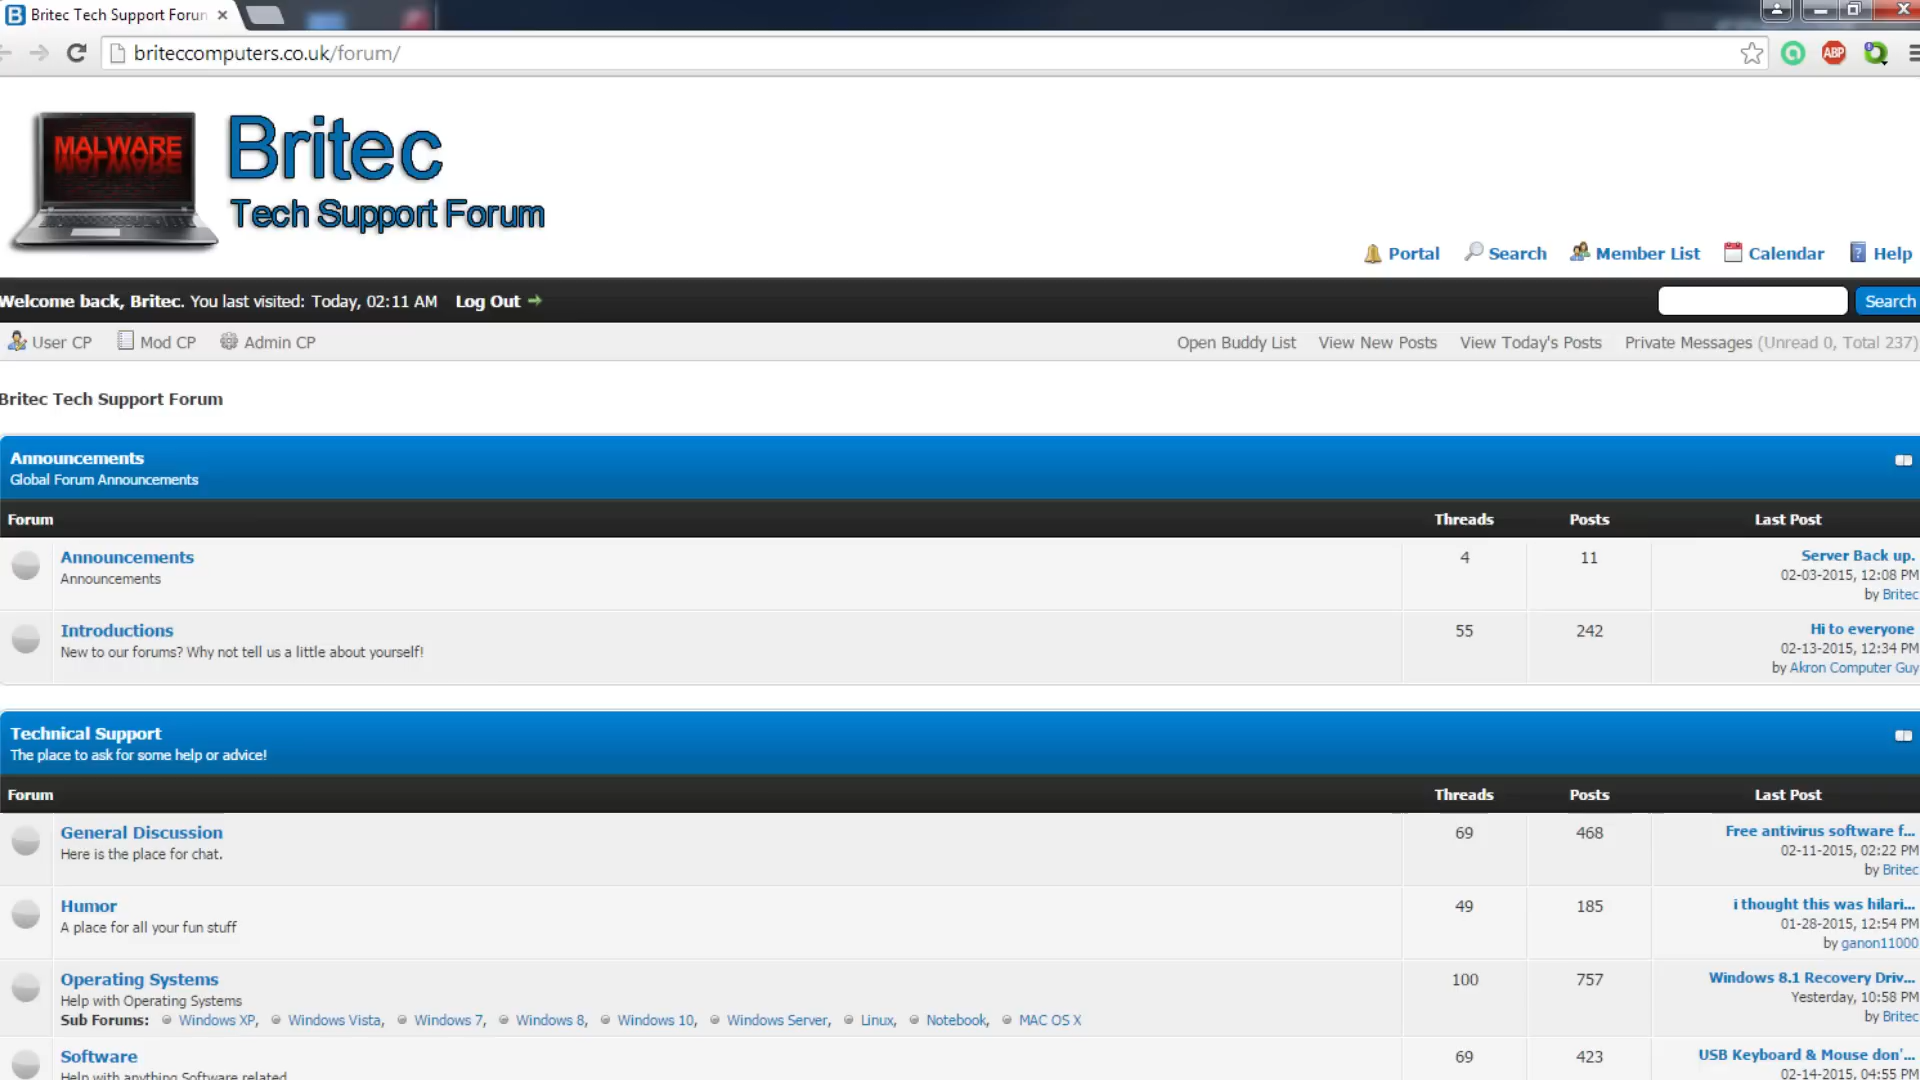 Britec Tech Support Forum
briteccomputers.co.uk/forum/
ABP
MALWARE
Britec
Tech Support Forum
Portal Search Member List Calendar Help
Welcome back, Britec. You last visited: Today, 02:11 AM Log Out
Search
User CP Mod CP Admin CP
Open Buddy List View New Posts View Today's Posts Private Messages (Unread 0, Total 237)
Britec Tech Support Forum
Announcements
Global Forum Announcements
Forum Threads Posts Last Post
Announcements 4 11 Server Back up.
Announcements 02-03-2015, 12:08 PM
by Britec
Introductions 55 242 Hi to everyone
New to our forums? Why not tell us a little about yourself! 02-13-2015, 12:34 PM
by Akron Computer Guy
Technical Support
The place to ask for some help or advice!
Forum Threads Posts Last Post
General Discussion 69 468 Free antivirus software f...
Here is the place for chat. 02-11-2015, 02:22 PM
by Britec
Humor 49 185 i thought this was hilari...
A place for all your fun stuff 01-28-2015, 12:54 PM
by ganon11000
Operating Systems 100 757 Windows 8.1 Recovery Driv...
Help with Operating Systems Yesterday, 10:58 PM
Sub Forums: Windows XP, Windows Vista, Windows 7, Windows 8, Windows 10, Windows Server, Linux, Notebook, MAC OS X by Britec
Software 69 423 USB Keyboard & Mouse don'...
Help with anything Software related 02-14-2015, 04:55 PM